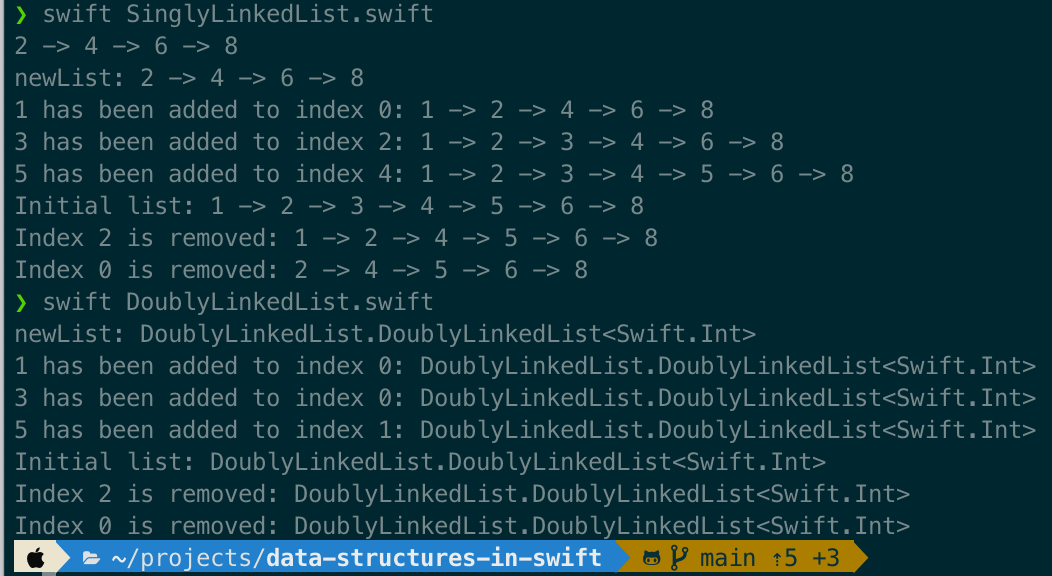 ❯ swift SinglyLinkedList.swift
2 -> 4 -> 6 -> 8
newList: 2 -> 4 -> 6 -> 8
1 has been added to index 0: 1 -> 2 -> 4 -> 6 -> 8
3 has been added to index 2: 1 -> 2 -> 3 -> 4 -> 6 -> 8
5 has been added to index 4: 1 -> 2 -> 3 -> 4 -> 5 -> 6 -> 8
Initial list: 1 -> 2 -> 3 -> 4 -> 5 -> 6 -> 8
Index 2 is removed: 1 -> 2 -> 4 -> 5 -> 6 -> 8
Index 0 is removed: 2 -> 4 -> 5 -> 6 -> 8
❯ swift DoublyLinkedList.swift
newList: DoublyLinkedList.DoublyLinkedList<Swift.Int>
1 has been added to index 0: DoublyLinkedList.DoublyLinkedList<Swift.Int>
3 has been added to index 0: DoublyLinkedList.DoublyLinkedList<Swift.Int>
5 has been added to index 1: DoublyLinkedList.DoublyLinkedList<Swift.Int>
Initial list: DoublyLinkedList.DoublyLinkedList<Swift.Int>
Index 2 is removed: DoublyLinkedList.DoublyLinkedList<Swift.Int>
Index 0 is removed: DoublyLinkedList.DoublyLinkedList<Swift.Int>
~/projects/data-structures-in-swift main ⇡5 +3